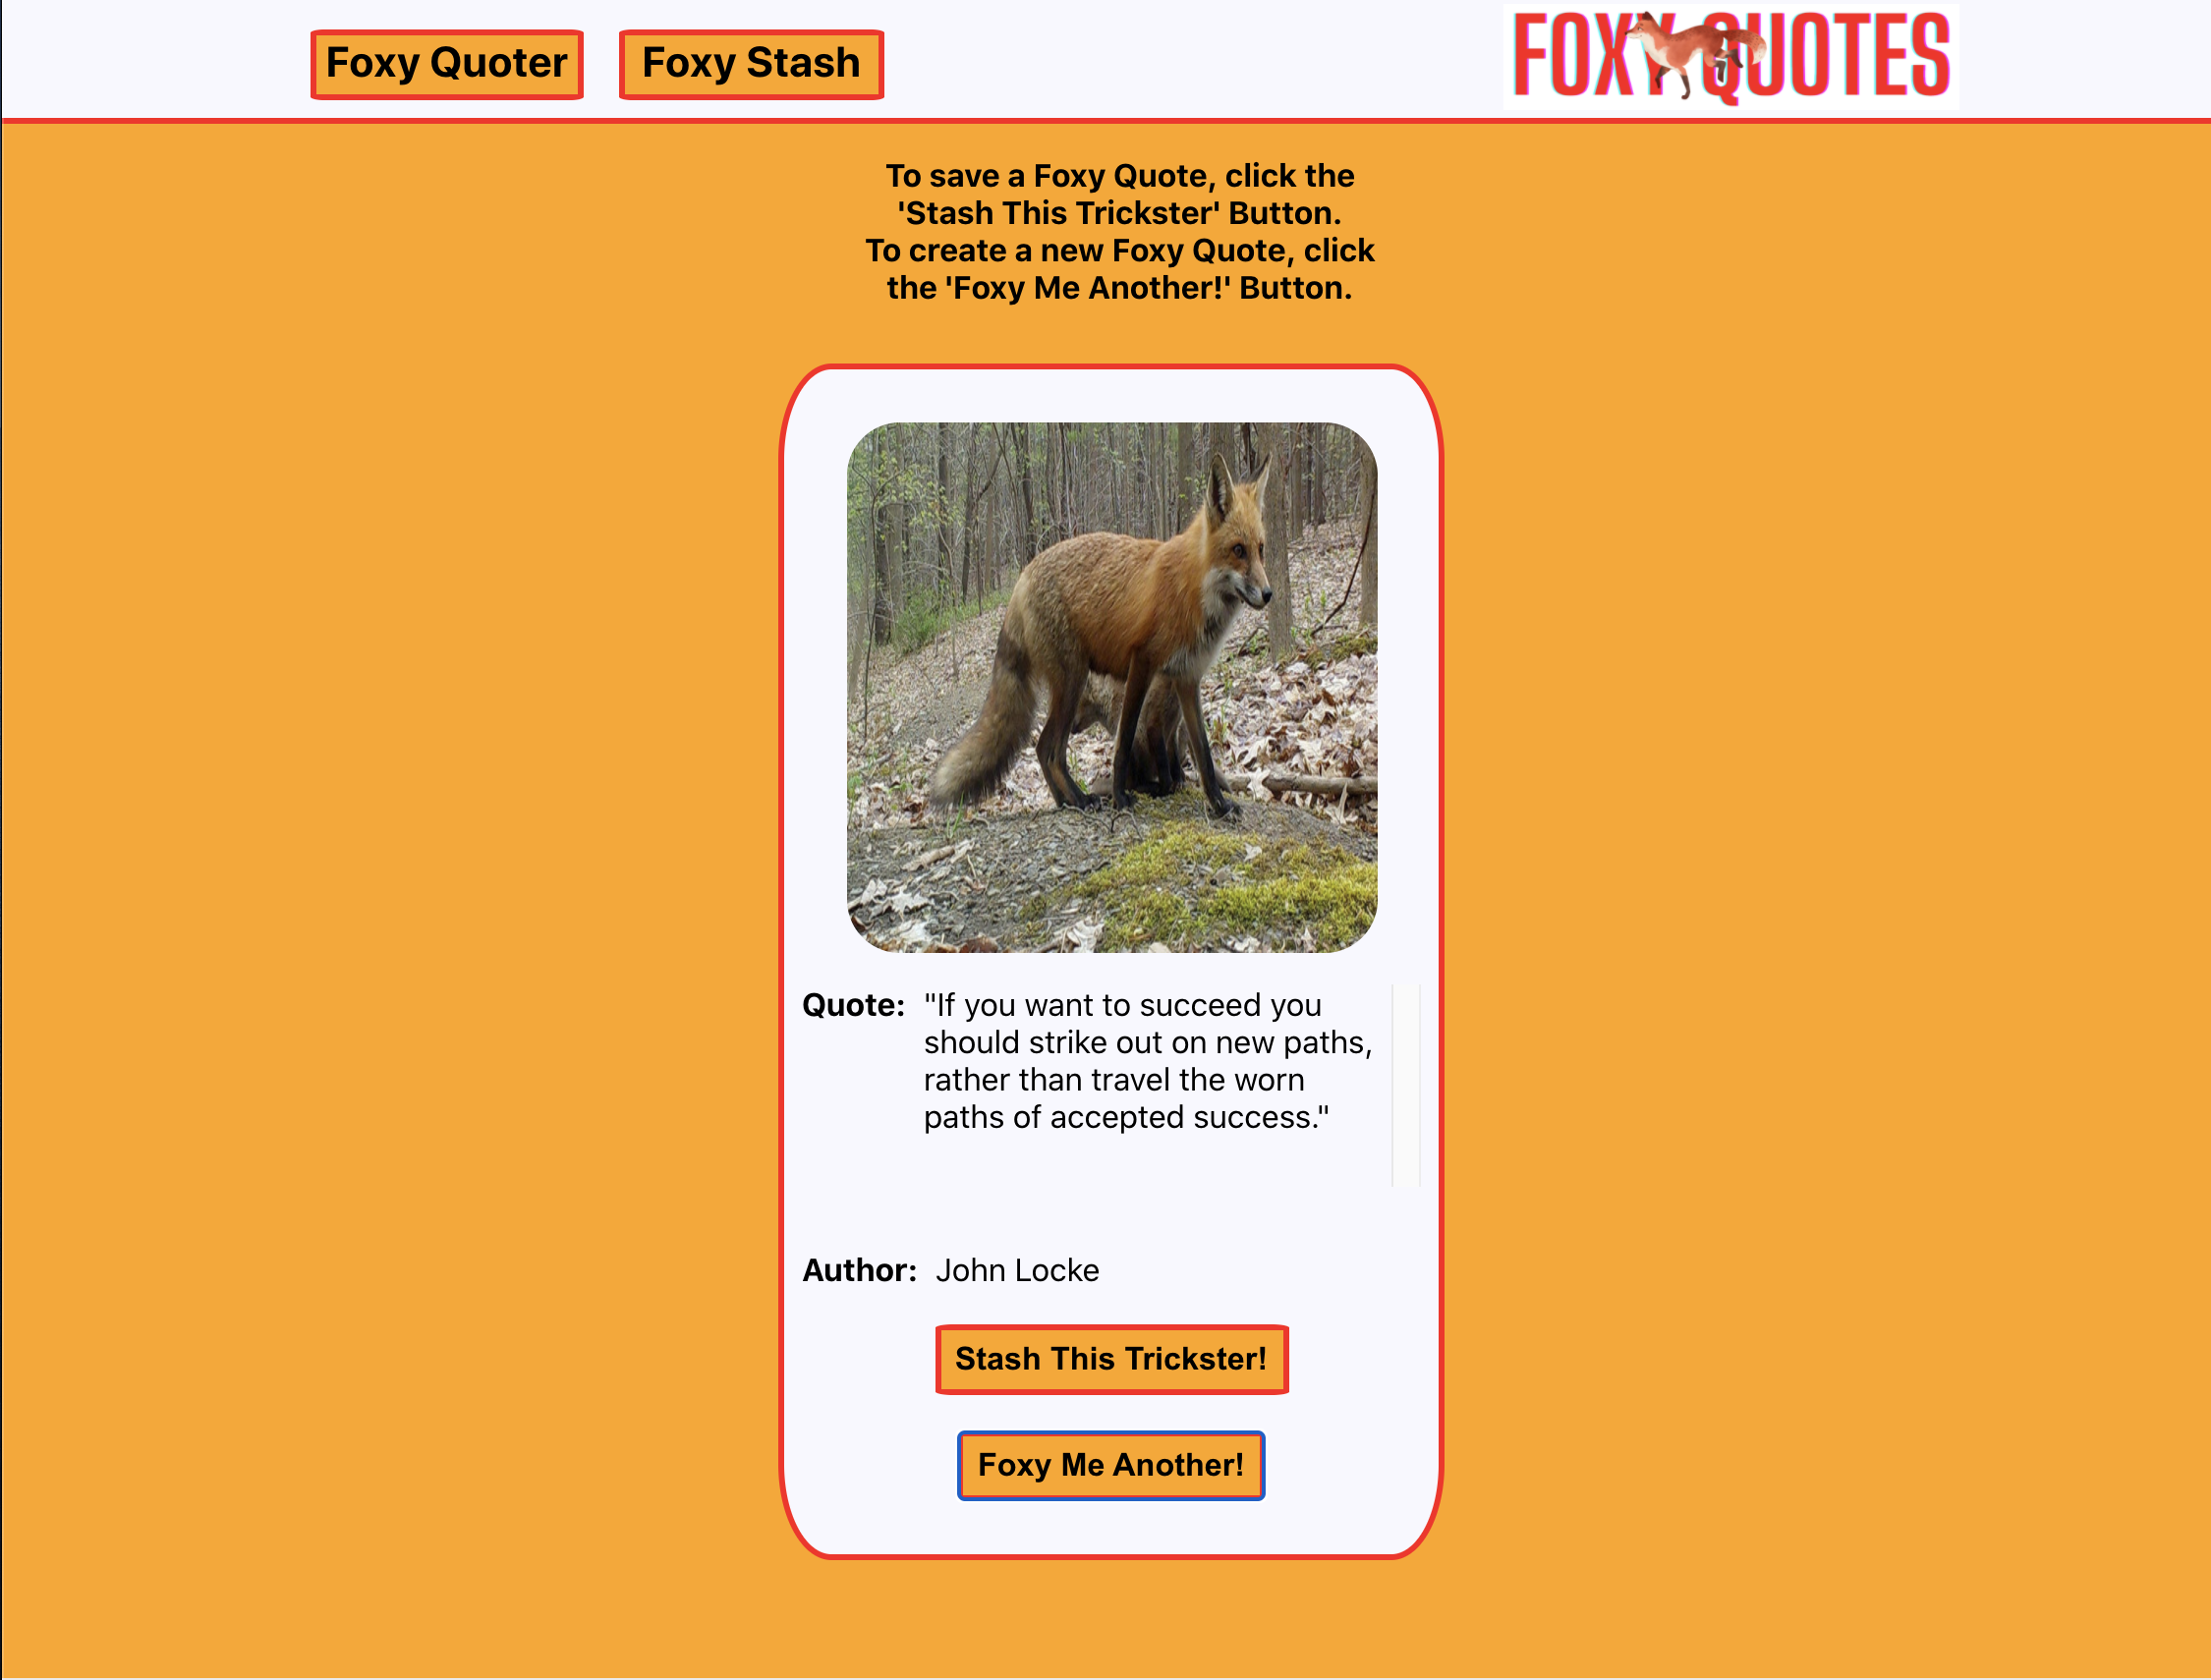 Foxy Quoter
Foxy Stash
FOXY QUOTES
To save a Foxy Quote, click the
'Stash This Trickster' Button.
To create a new Foxy Quote, click
the 'Foxy Me Another!' Button.
Quote: "If you want to succeed you
should strike out on new paths,
rather than travel the worn
paths of accepted success."
Author: John Locke
Stash This Trickster!
Foxy Me Another!